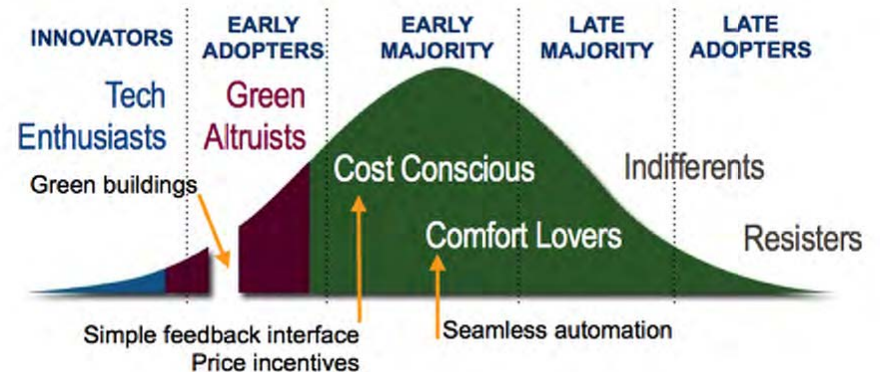 INNOVATORS
EARLY
ADOPTERS
EARLY
MAJORITY
LATE
MAJORITY
LATE
ADOPTERS
Tech
Enthusiasts
Green
Altruists
Green buildings
Cost Conscious
Comfort Lovers
Indifferents
Resisters
Simple feedback interface
Price incentives
Seamless automation